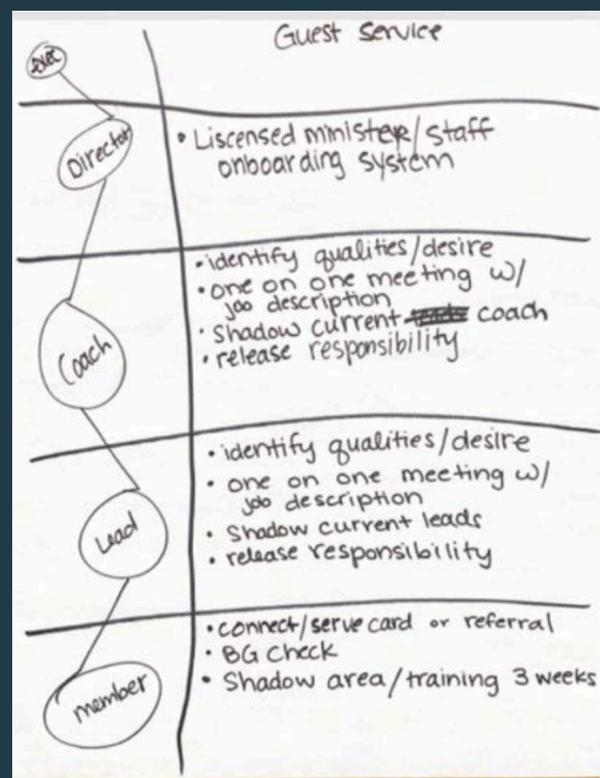 Guest Service
exec
Director
• Liscensed minister/staff
onboarding system
Coach
• identify qualities/desire
• one on one meeting w/
job description
• Shadow current coach
• release responsibility
Lead
• identify qualities/desire
• one on one meeting w/
job description
• Shadow current leads
• release responsibility
member
• connect/serve card or referral
• BG Check
• Shadow area/training 3 weeks